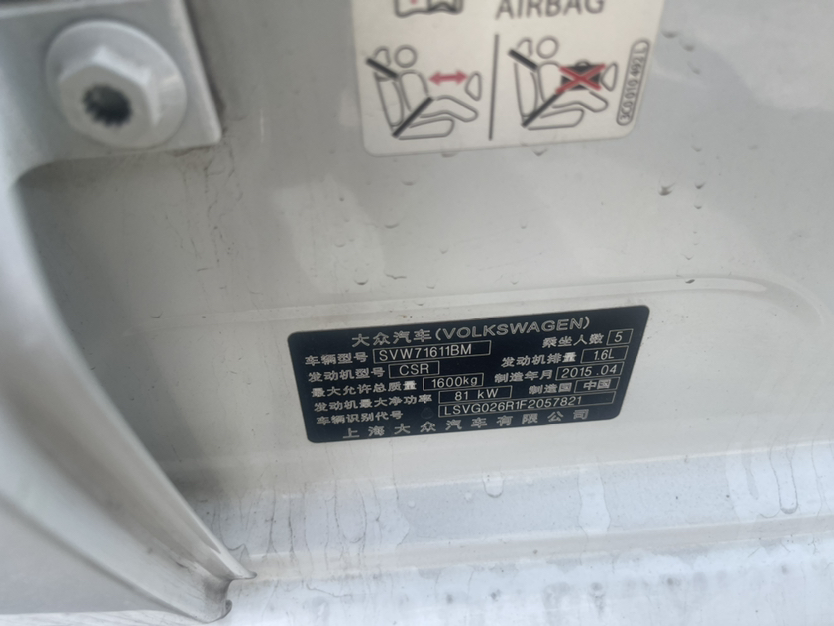 AIRBAG
3C0 010 492 L
大众汽车(VOLKSWAGEN)
车辆型号 SVW71611BM 乘坐人数 5
发动机型号 CSR 发动机排量 1.6L
最大允许总质量 1600kg 制造年月 2015.04
发动机最大净功率 81 kW 制造国 中国
车辆识别代号 LSVG026R1F2057821
上海大众汽车有限公司